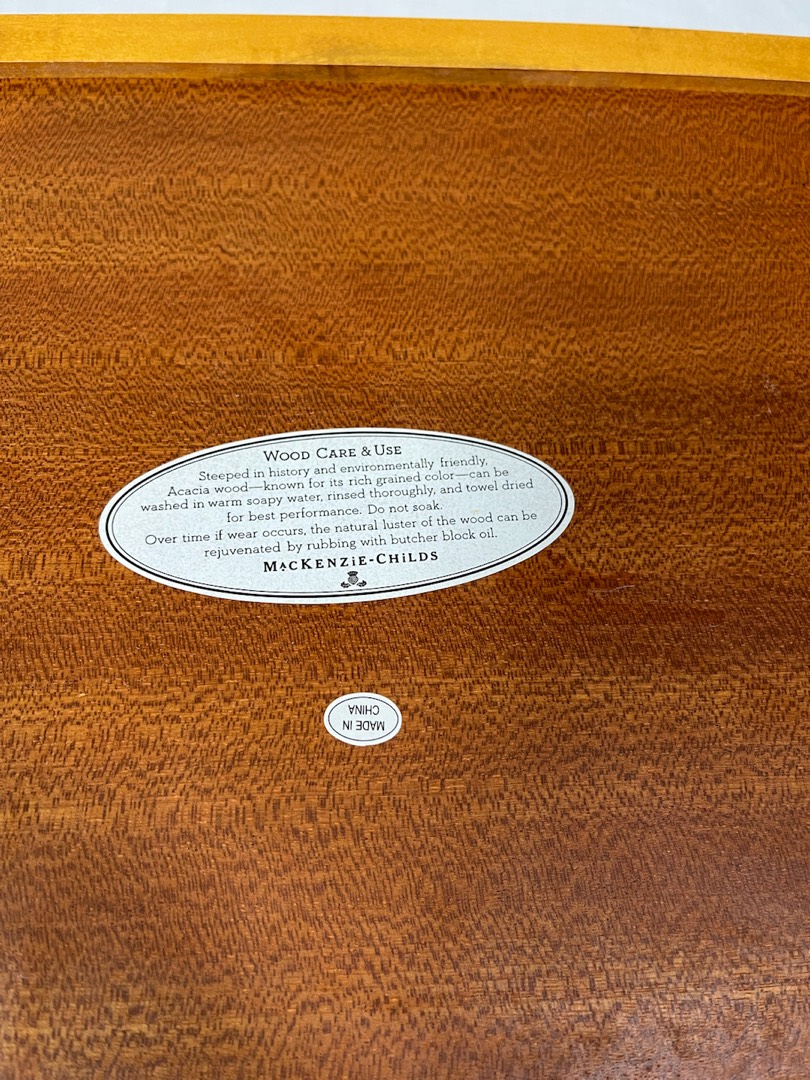 WOOD CARE & USE
Steeped in history and environmentally friendly,
Acacia wood—known for its rich grained color—can be
washed in warm soapy water, rinsed thoroughly, and towel dried
for best performance. Do not soak.
Over time if wear occurs, the natural luster of the wood can be
rejuvenated by rubbing with butcher block oil.
MACKENZiE-CHiLDS
MADE IN
CHINA